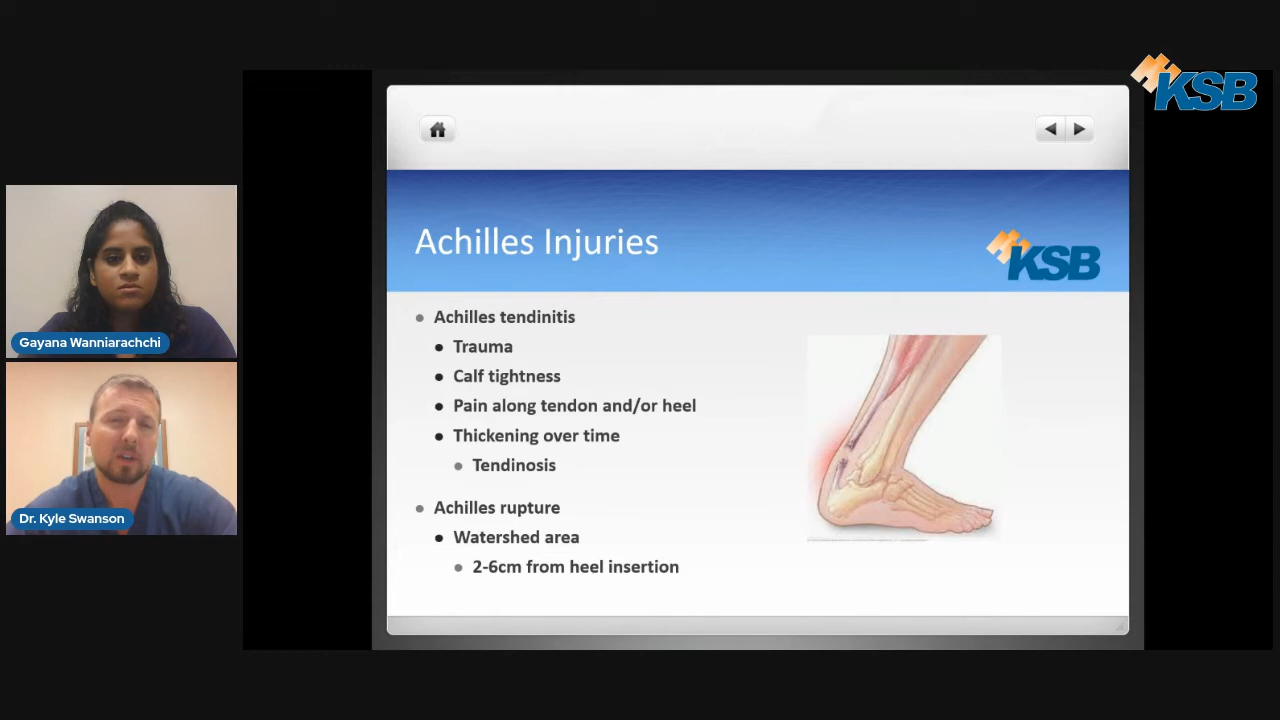 KSB
Achilles Injuries
KSB
Achilles tendinitis
Trauma
Calf tightness
Pain along tendon and/or heel
Thickening over time
Tendinosis
Achilles rupture
Watershed area
2-6cm from heel insertion
Gayana Wanniarachchi
Dr. Kyle Swanson